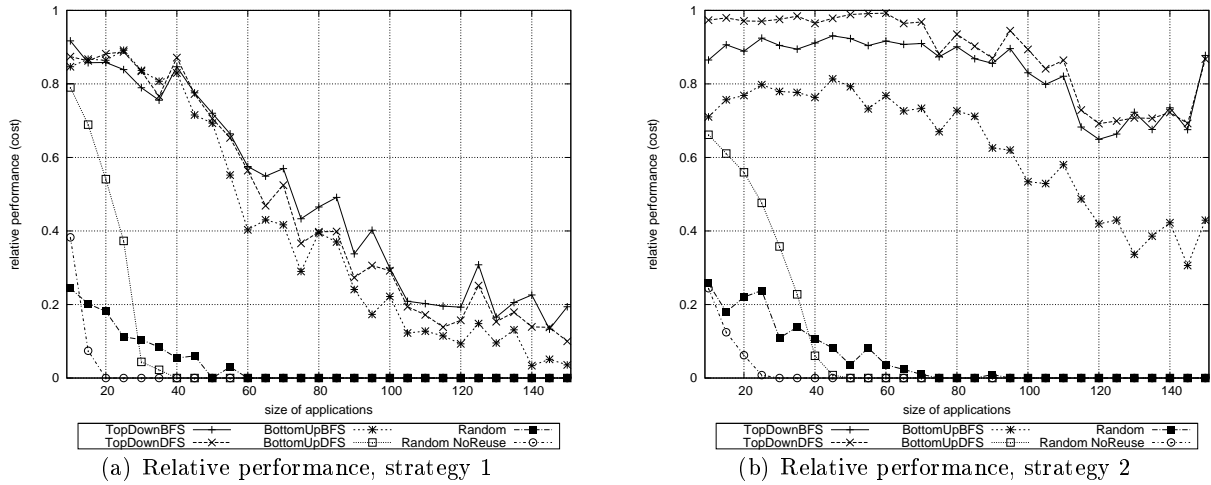 relative performance (cost)
1
0.8
0.6
0.4
0.2
0
20 40 60 80 100 120 140
size of applications
TopDownBFS BottomUpBFS Random
TopDownDFS BottomUpDFS Random NoReuse
(a) Relative performance, strategy 1
relative performance (cost)
1
0.8
0.6
0.4
0.2
0
20 40 60 80 100 120 140
size of applications
TopDownBFS BottomUpBFS Random
TopDownDFS BottomUpDFS Random NoReuse
(b) Relative performance, strategy 2